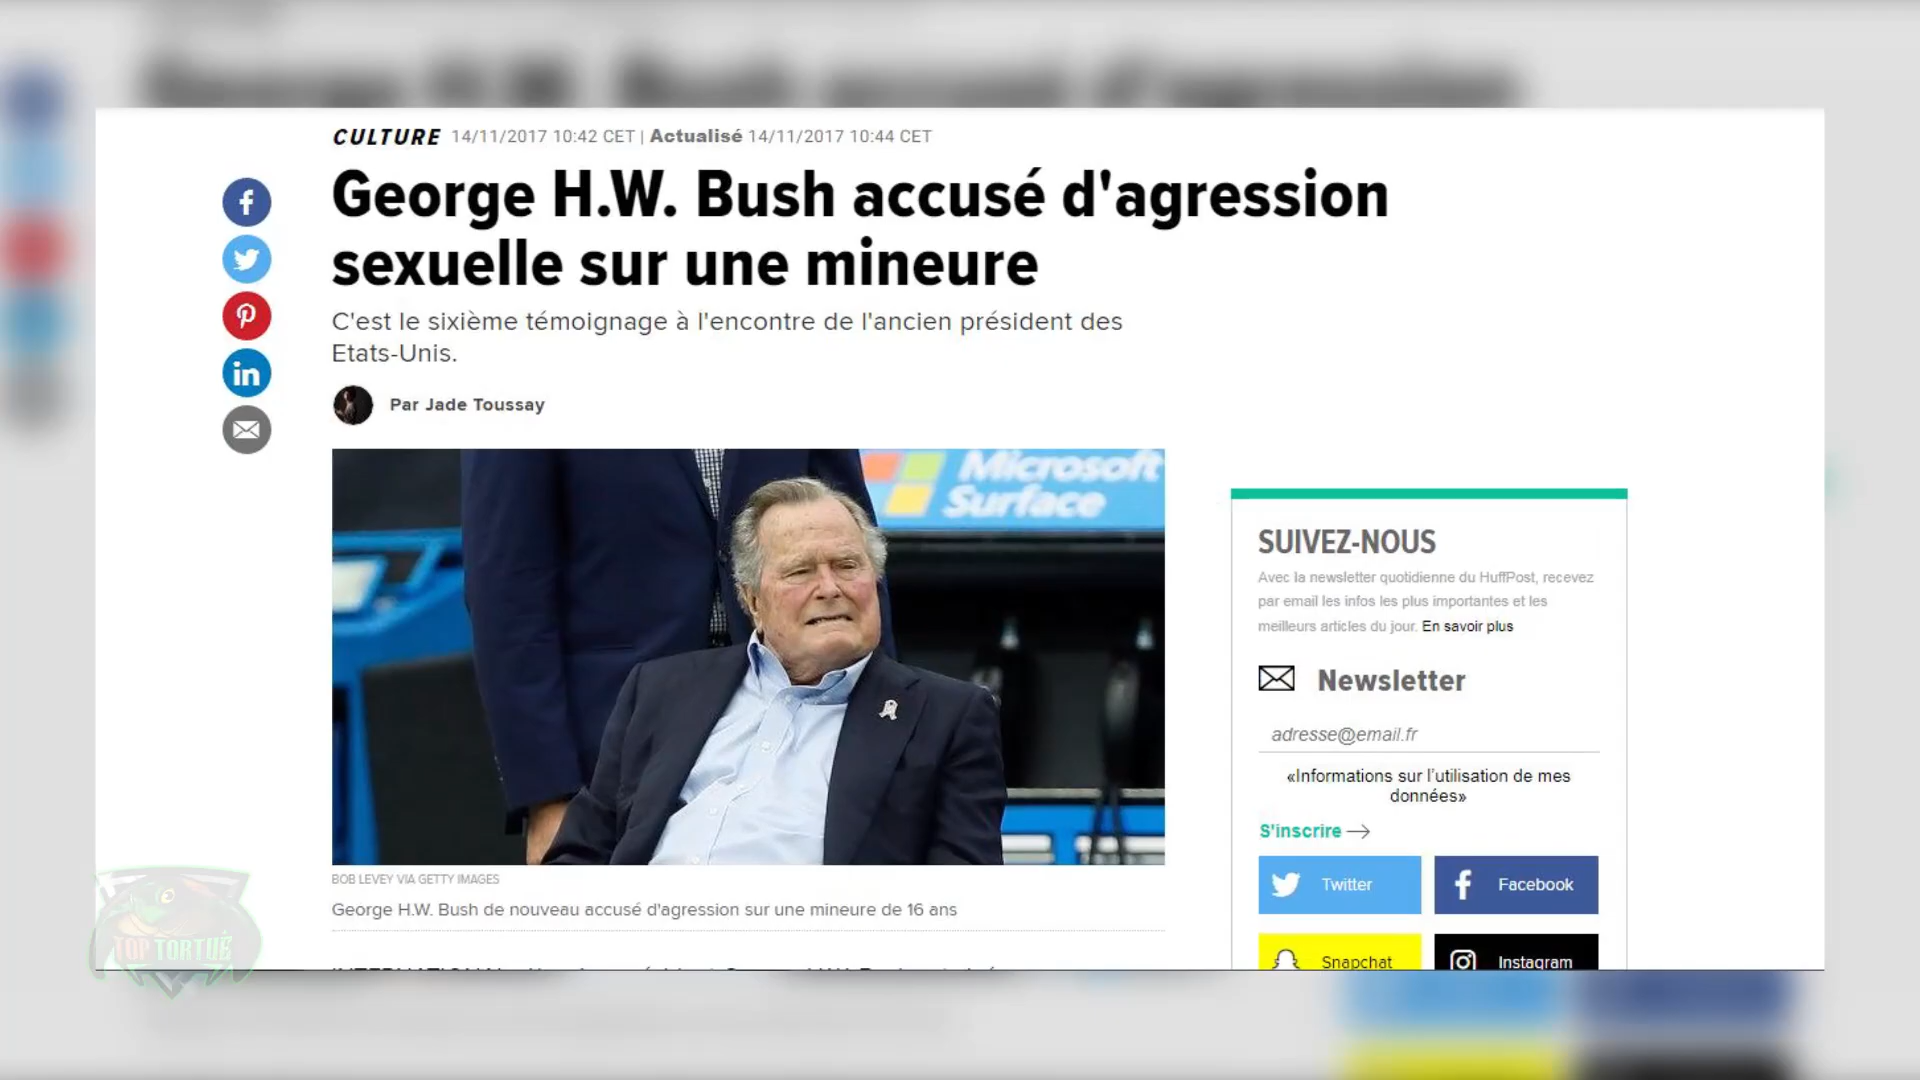 CULTURE 14/11/2017 10:42 CET | Actualisé 14/11/2017 10:44 CET
George H.W. Bush accusé d'agression
sexuelle sur une mineure
C'est le sixième témoignage à l'encontre de l'ancien président des
Etats-Unis.
Par Jade Toussay
Microsoft
Surface
BOB LEVEY VIA GETTY IMAGES
George H.W. Bush de nouveau accusé d'agression sur une mineure de 16 ans
SUIVEZ-NOUS
Avec la newsletter quotidienne du HuffPost, recevez
par email les infos les plus importantes et les
meilleurs articles du jour. En savoir plus
Newsletter
adresse@email.fr
«Informations sur l'utilisation de mes
données»
S'inscrire
Twitter
Facebook
Snapchat
Instagram
TOP TORTUE